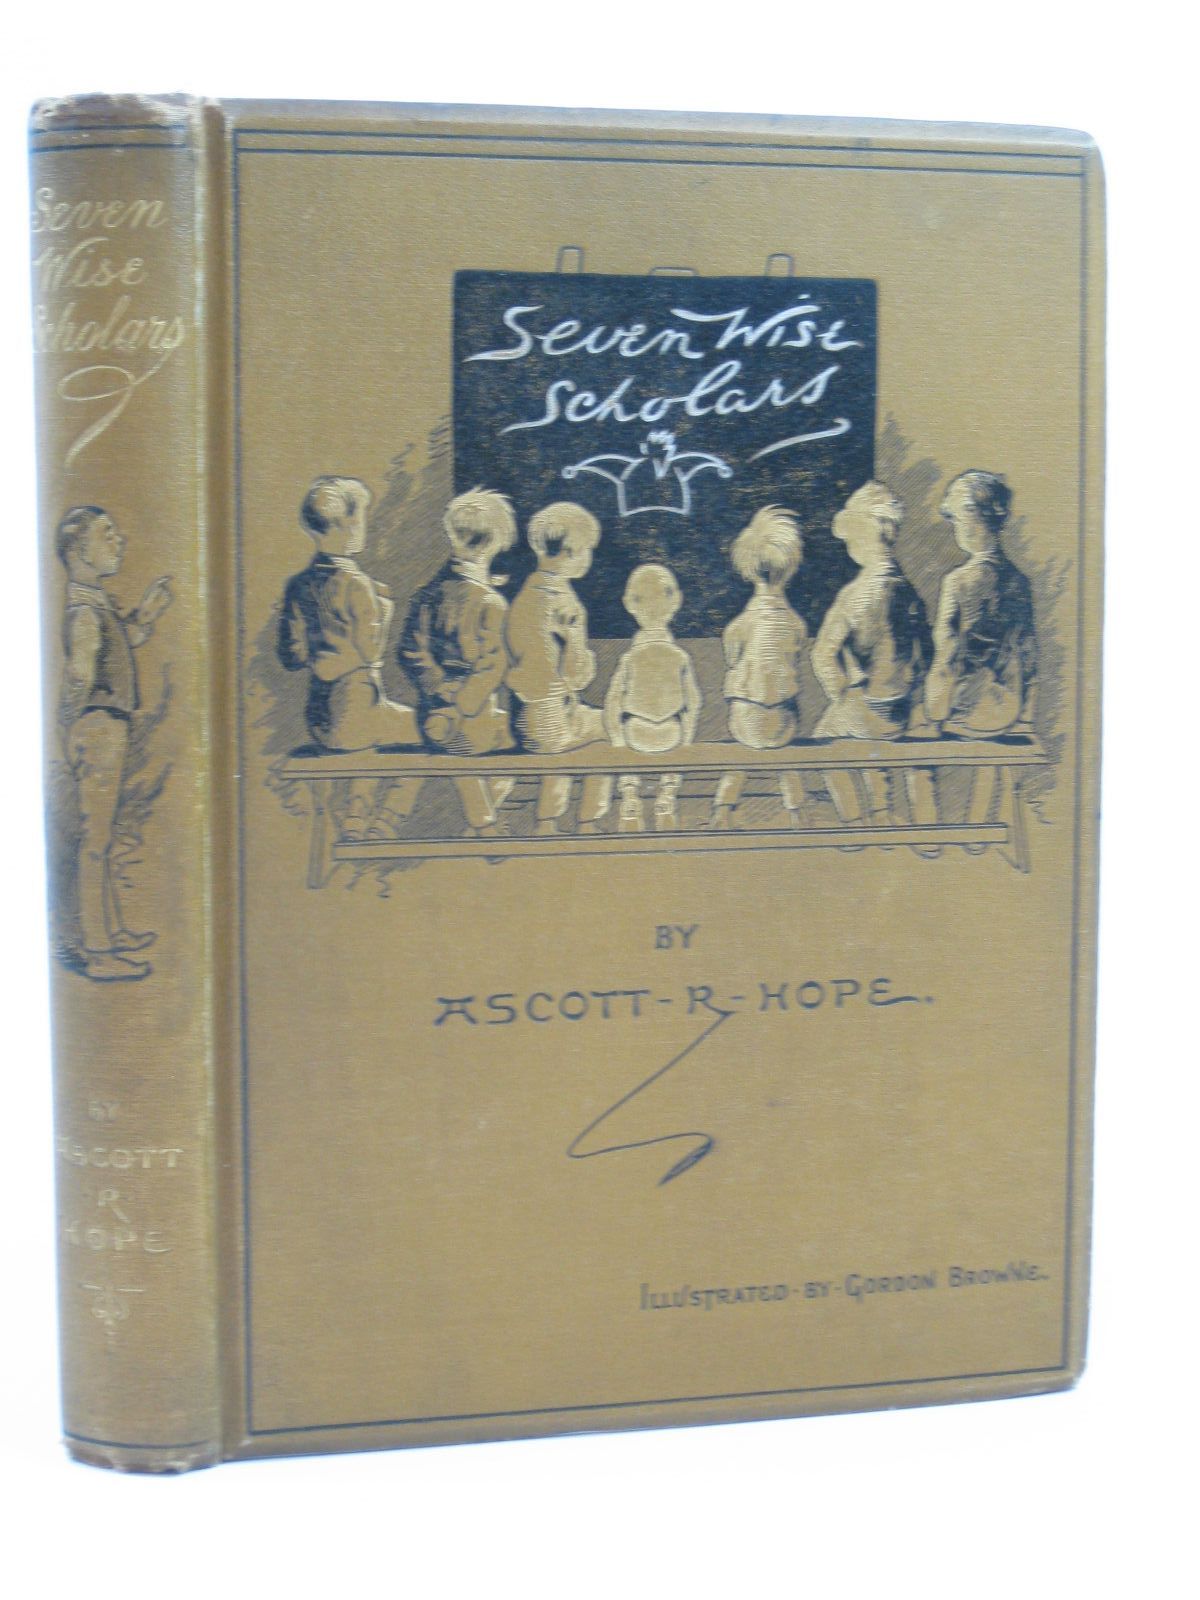 Seven
Wise
Scholars
BY
ASCOTT
R
HOPE
Seven Wise
Scholars
BY
ASCOTT-R-HOPE.
ILLUSTRATED-BY-GORDON BROWNE.